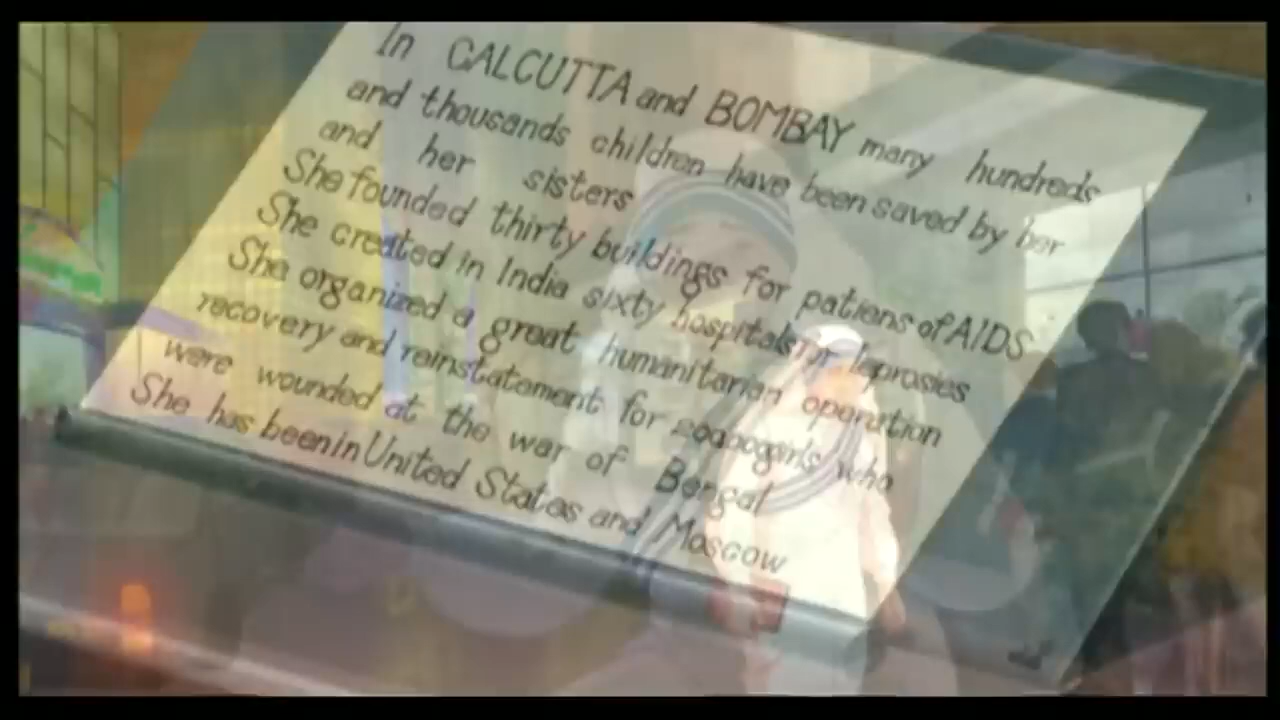 In CALCUTTA and BOMBAY many hundreds
and thousands children have been saved by her
and her sisters
She founded thirty buildings for patiens of AIDS
She created in India sixty hospitals for leprosies
She organized a great humanitarian operation
recovery and reinstatement for 20000 girls who
were wounded at the war of Bengal
She has been in United States and Moscow